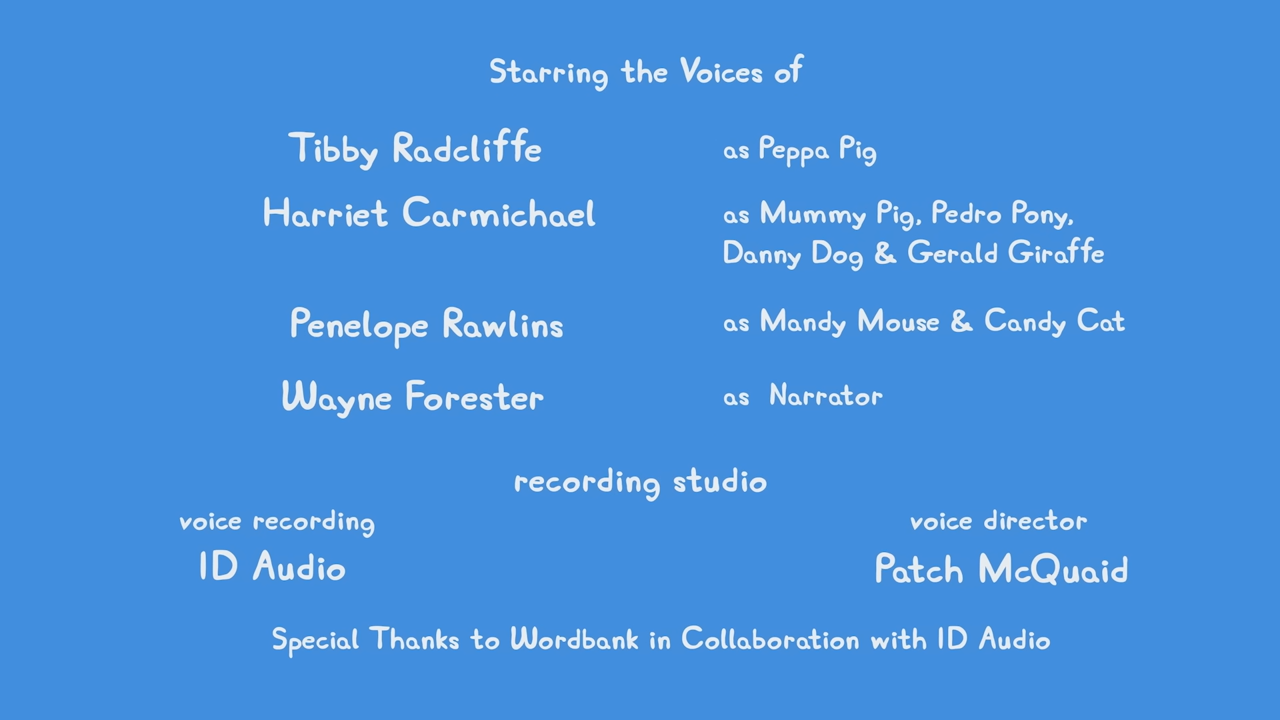 Starring the Voices of
Tibby Radcliffe as Peppa Pig
Harriet Carmichael as Mummy Pig, Pedro Pony,
Danny Dog & Gerald Giraffe
Penelope Rawlins as Mandy Mouse & Candy Cat
Wayne Forester as Narrator
recording studio
voice recording voice director
ID Audio Patch McQuaid
Special Thanks to Wordbank in Collaboration with ID Audio